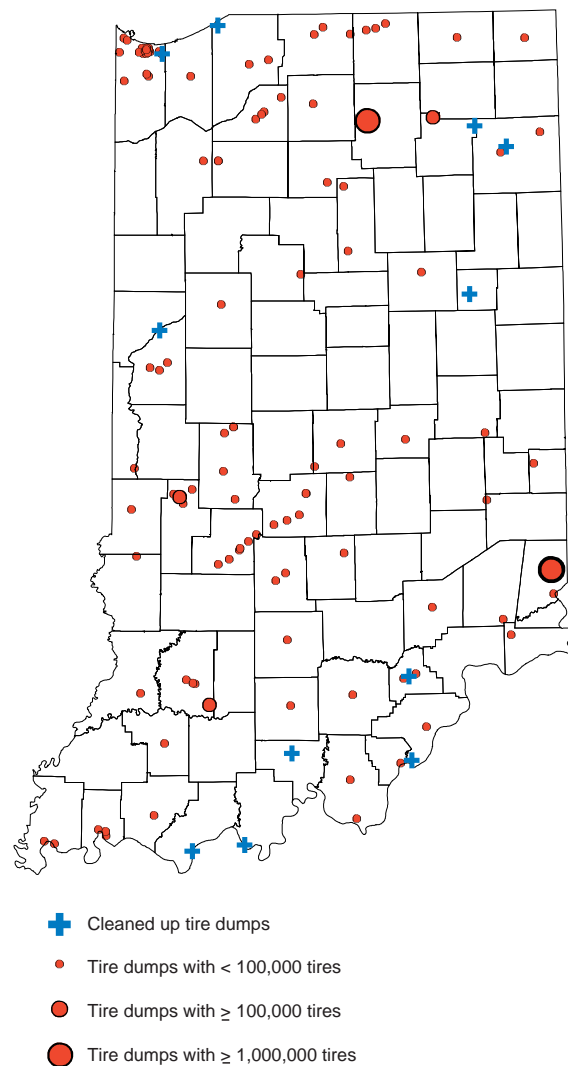 Cleaned up tire dumps
Tire dumps with < 100,000 tires
Tire dumps with ≥ 100,000 tires
Tire dumps with ≥ 1,000,000 tires